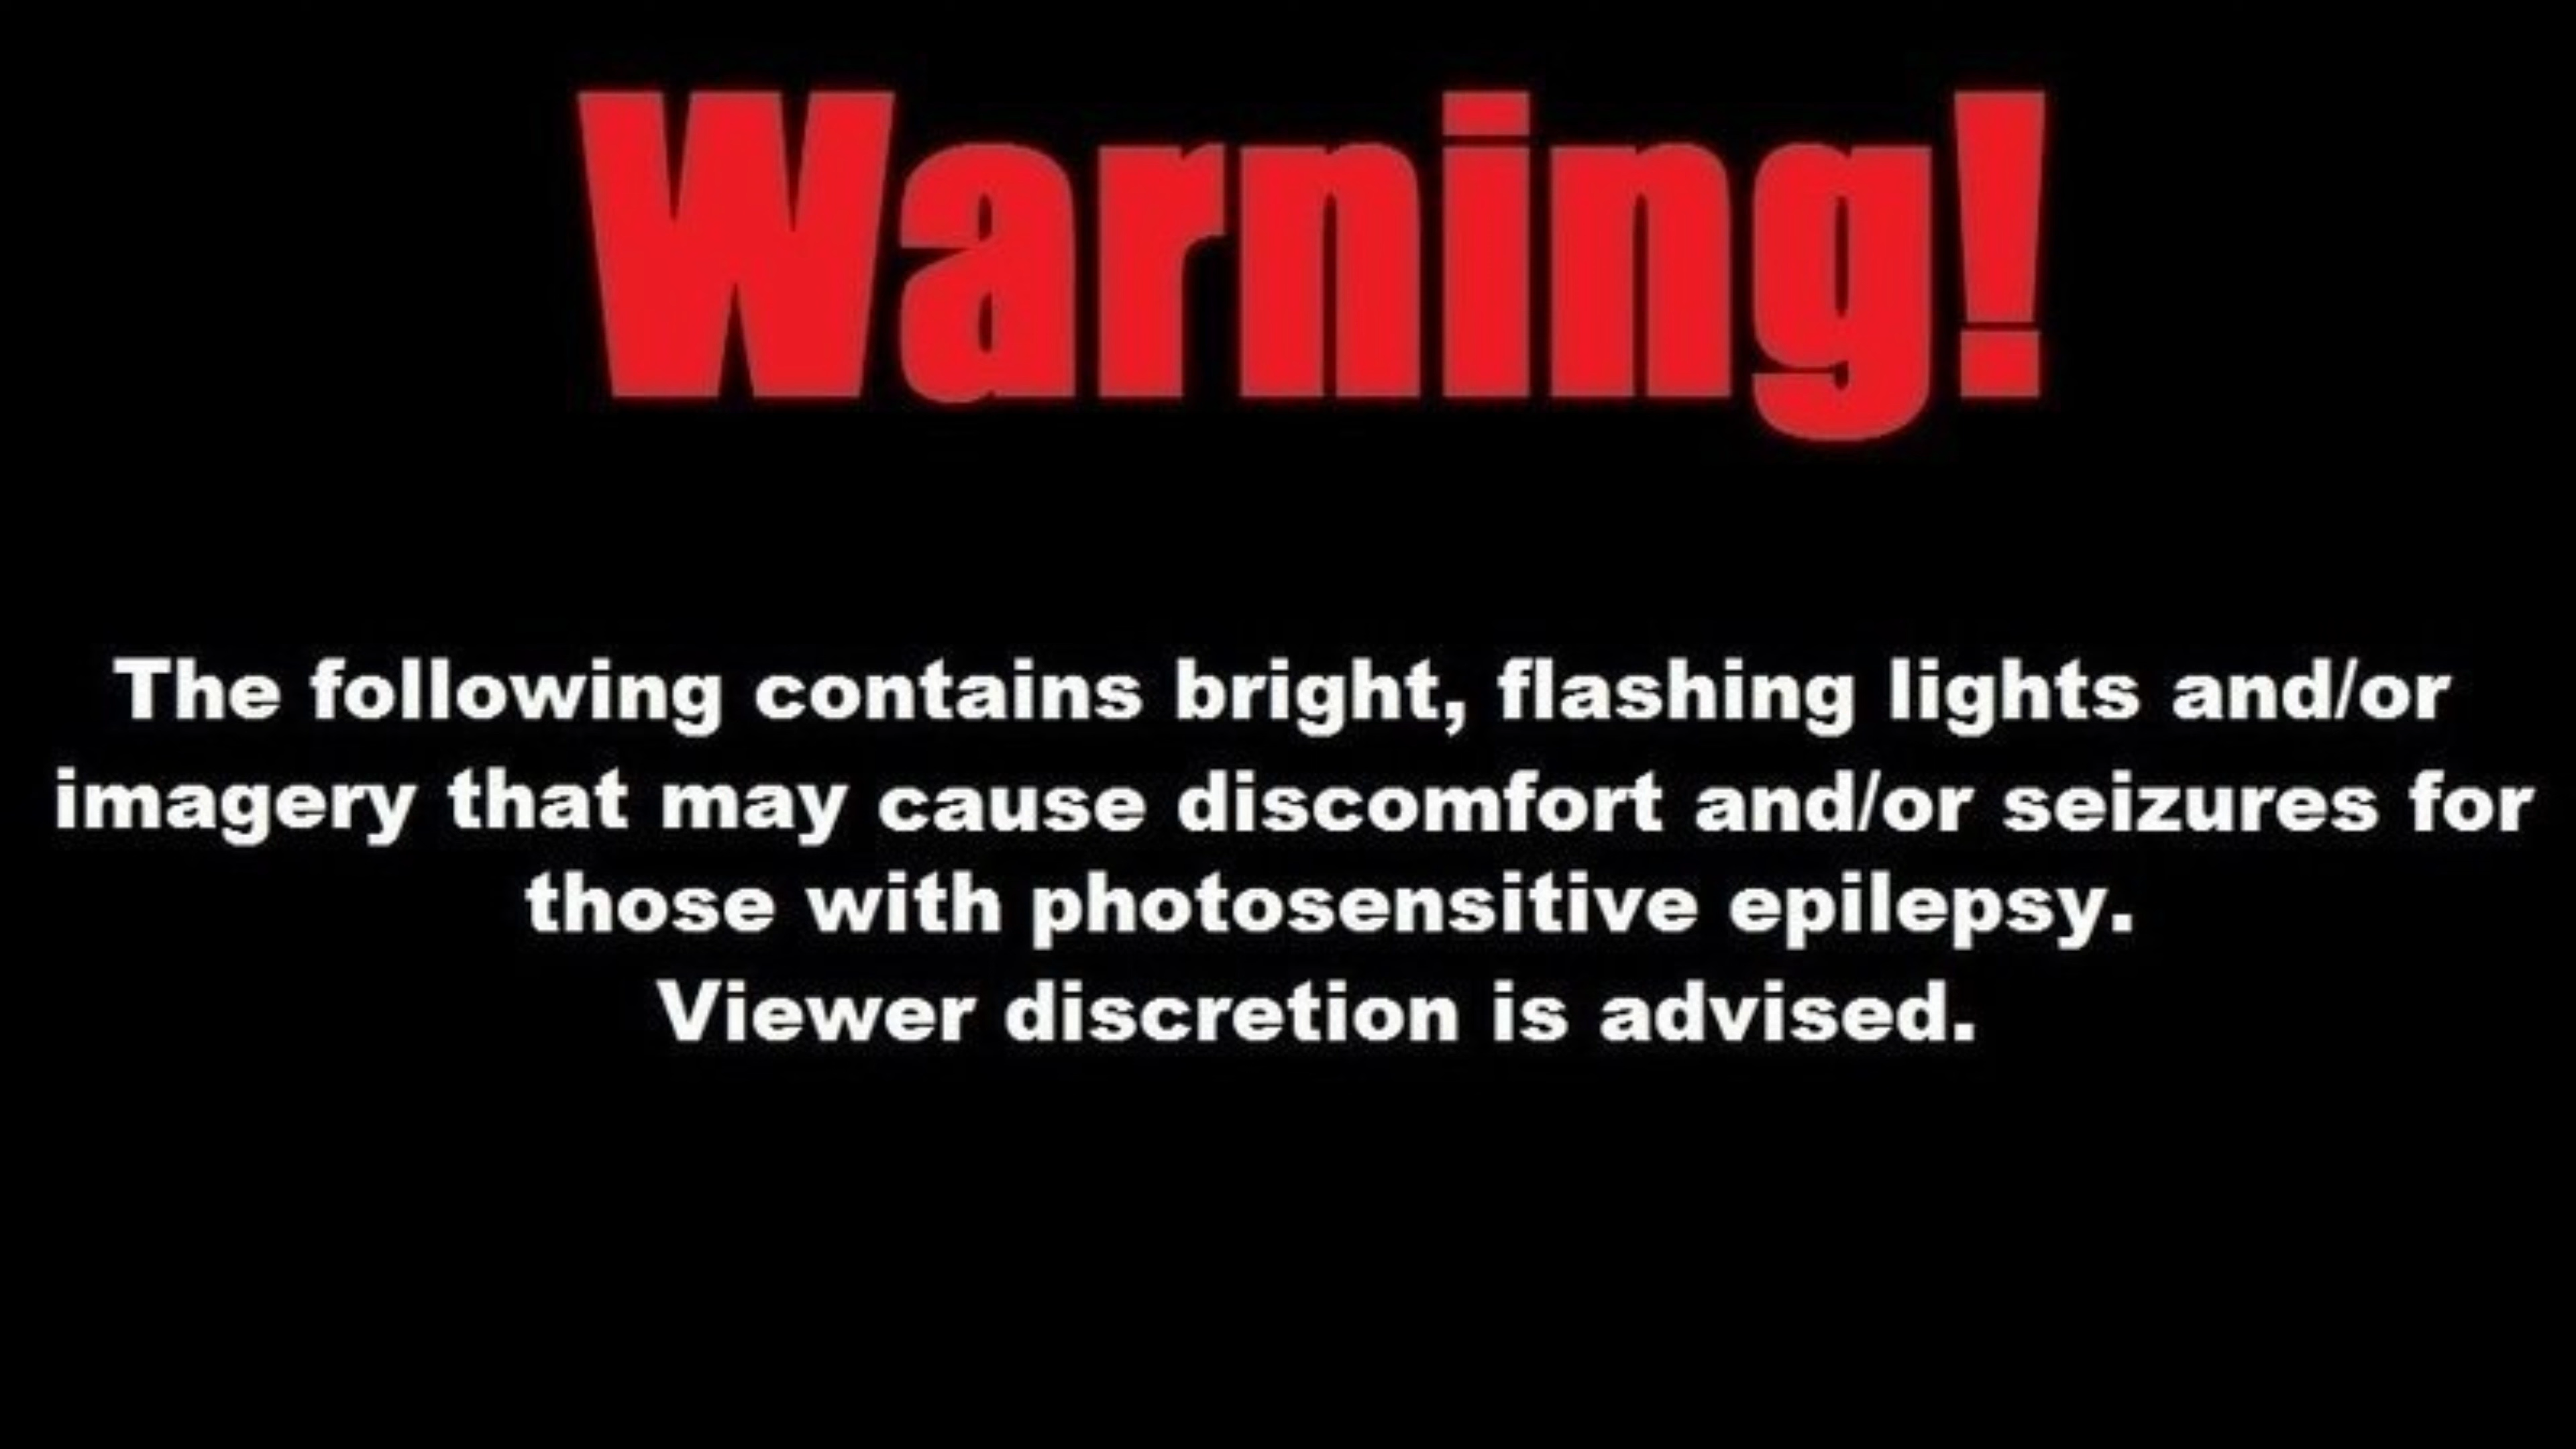 Warning!
The following contains bright, flashing lights and/or
imagery that may cause discomfort and/or seizures for
those with photosensitive epilepsy.
Viewer discretion is advised.